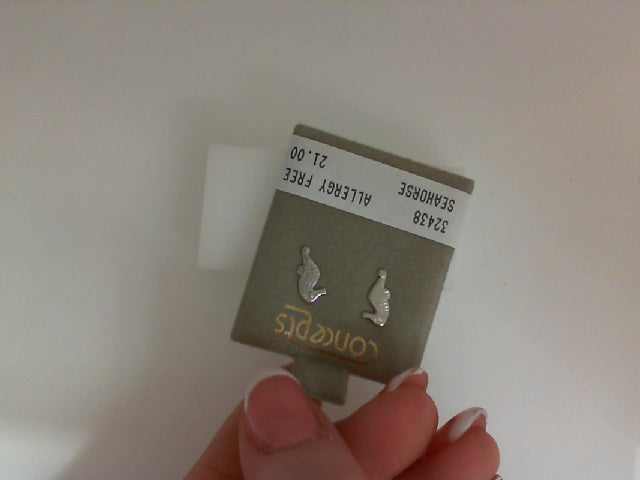 concepts
32438
SEAHORSE
ALLERGY FREE
21.00